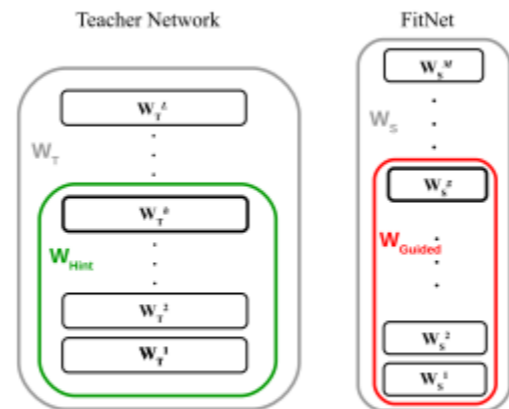 Teacher Network
W_T^L
W_T
W_T^h
W_Hint
W_T^2
W_T^1
FitNet
W_S^M
W_S
W_S^g
W_Guided
W_S^2
W_S^1